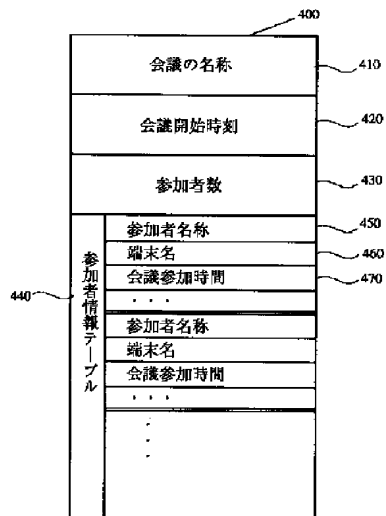 400
会議の名称
410
会議開始時刻
420
参加者数
430
440
参加者情報テーブル
参加者名称
450
端末名
460
会議参加時間
470
・・・
参加者名称
端末名
会議参加時間
・・・
・
・
・